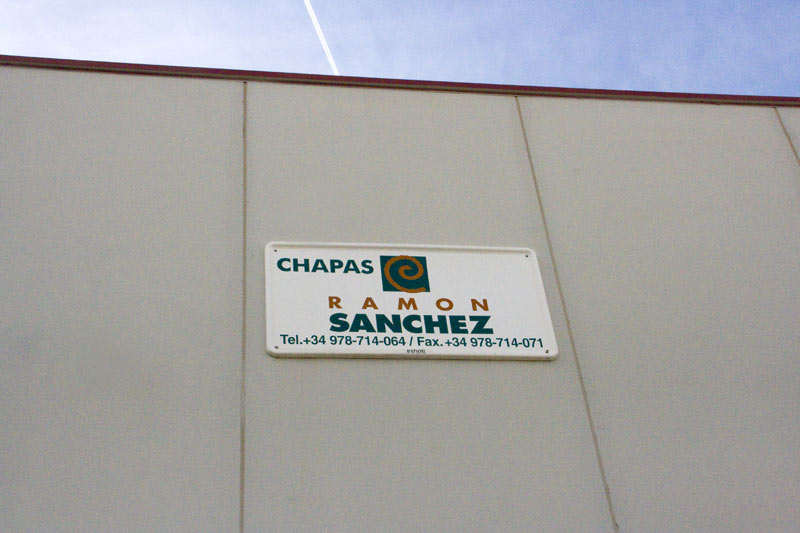 CHAPAS
RAMON
SANCHEZ
Tel.+34 978-714-064 / Fax.+34 978-714-071